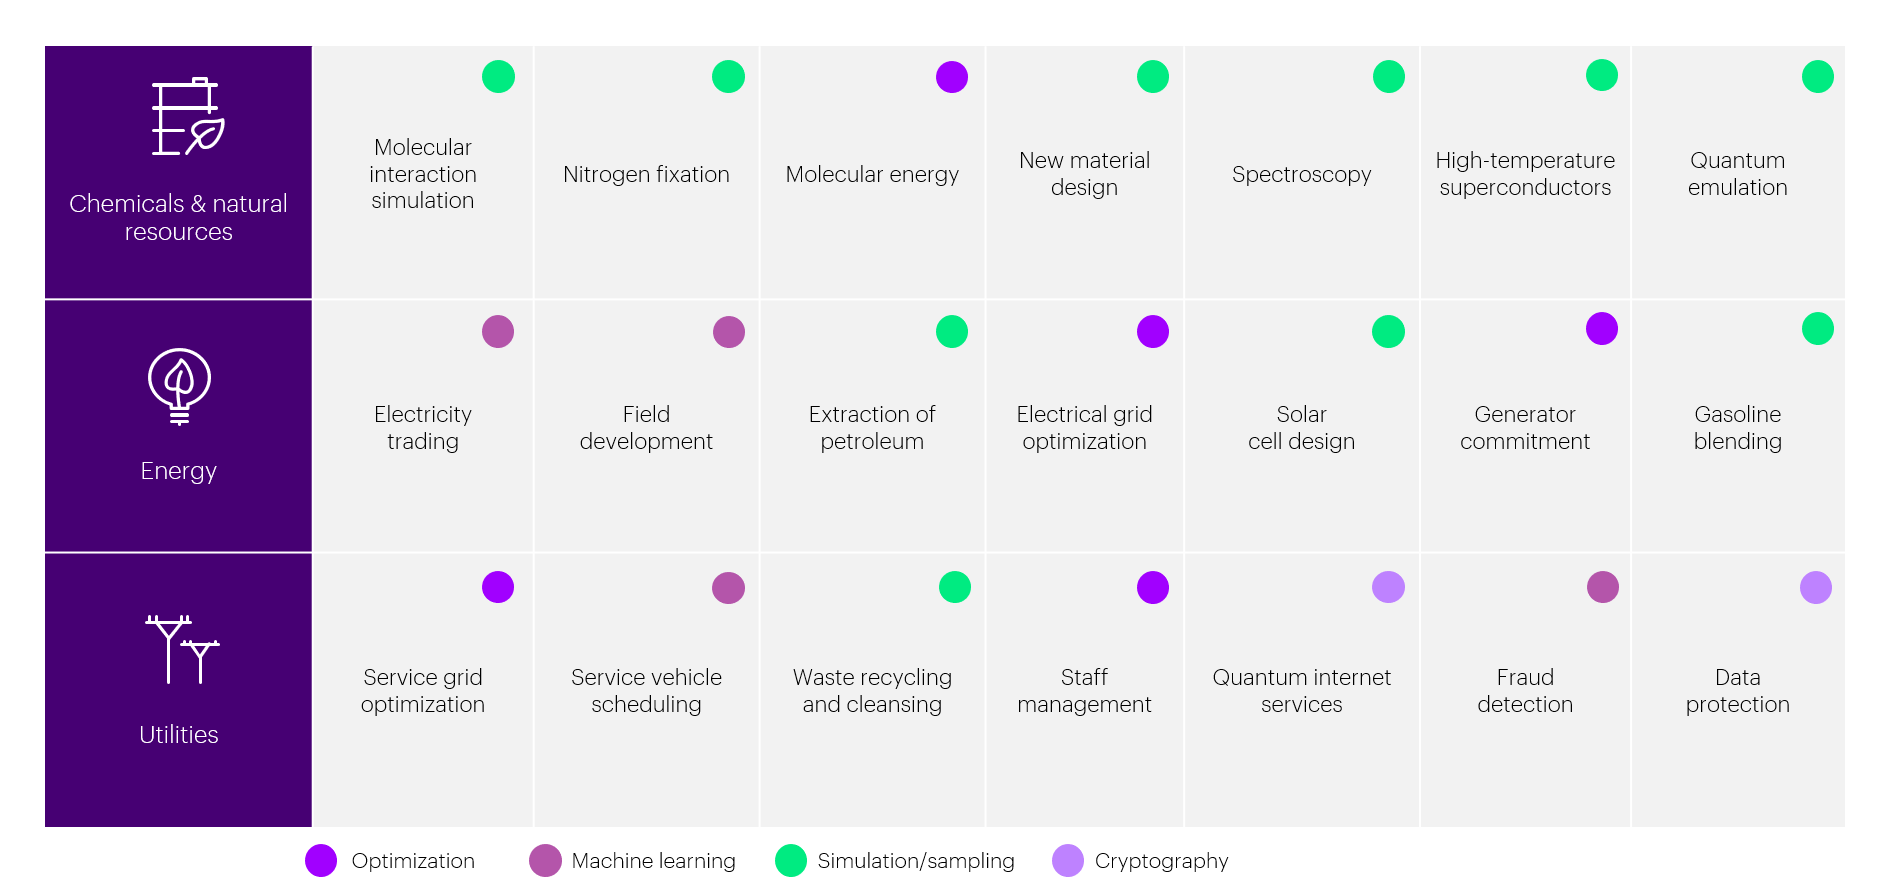 Chemicals & natural
resources
Molecular
interaction
simulation
Nitrogen fixation
Molecular energy
New material
design
Spectroscopy
High-temperature
superconductors
Quantum
emulation
Energy
Electricity
trading
Field
development
Extraction of
petroleum
Electrical grid
optimization
Solar
cell design
Generator
commitment
Gasoline
blending
Utilities
Service grid
optimization
Service vehicle
scheduling
Waste recycling
and cleansing
Staff
management
Quantum internet
services
Fraud
detection
Data
protection
Optimization
Machine learning
Simulation/sampling
Cryptography